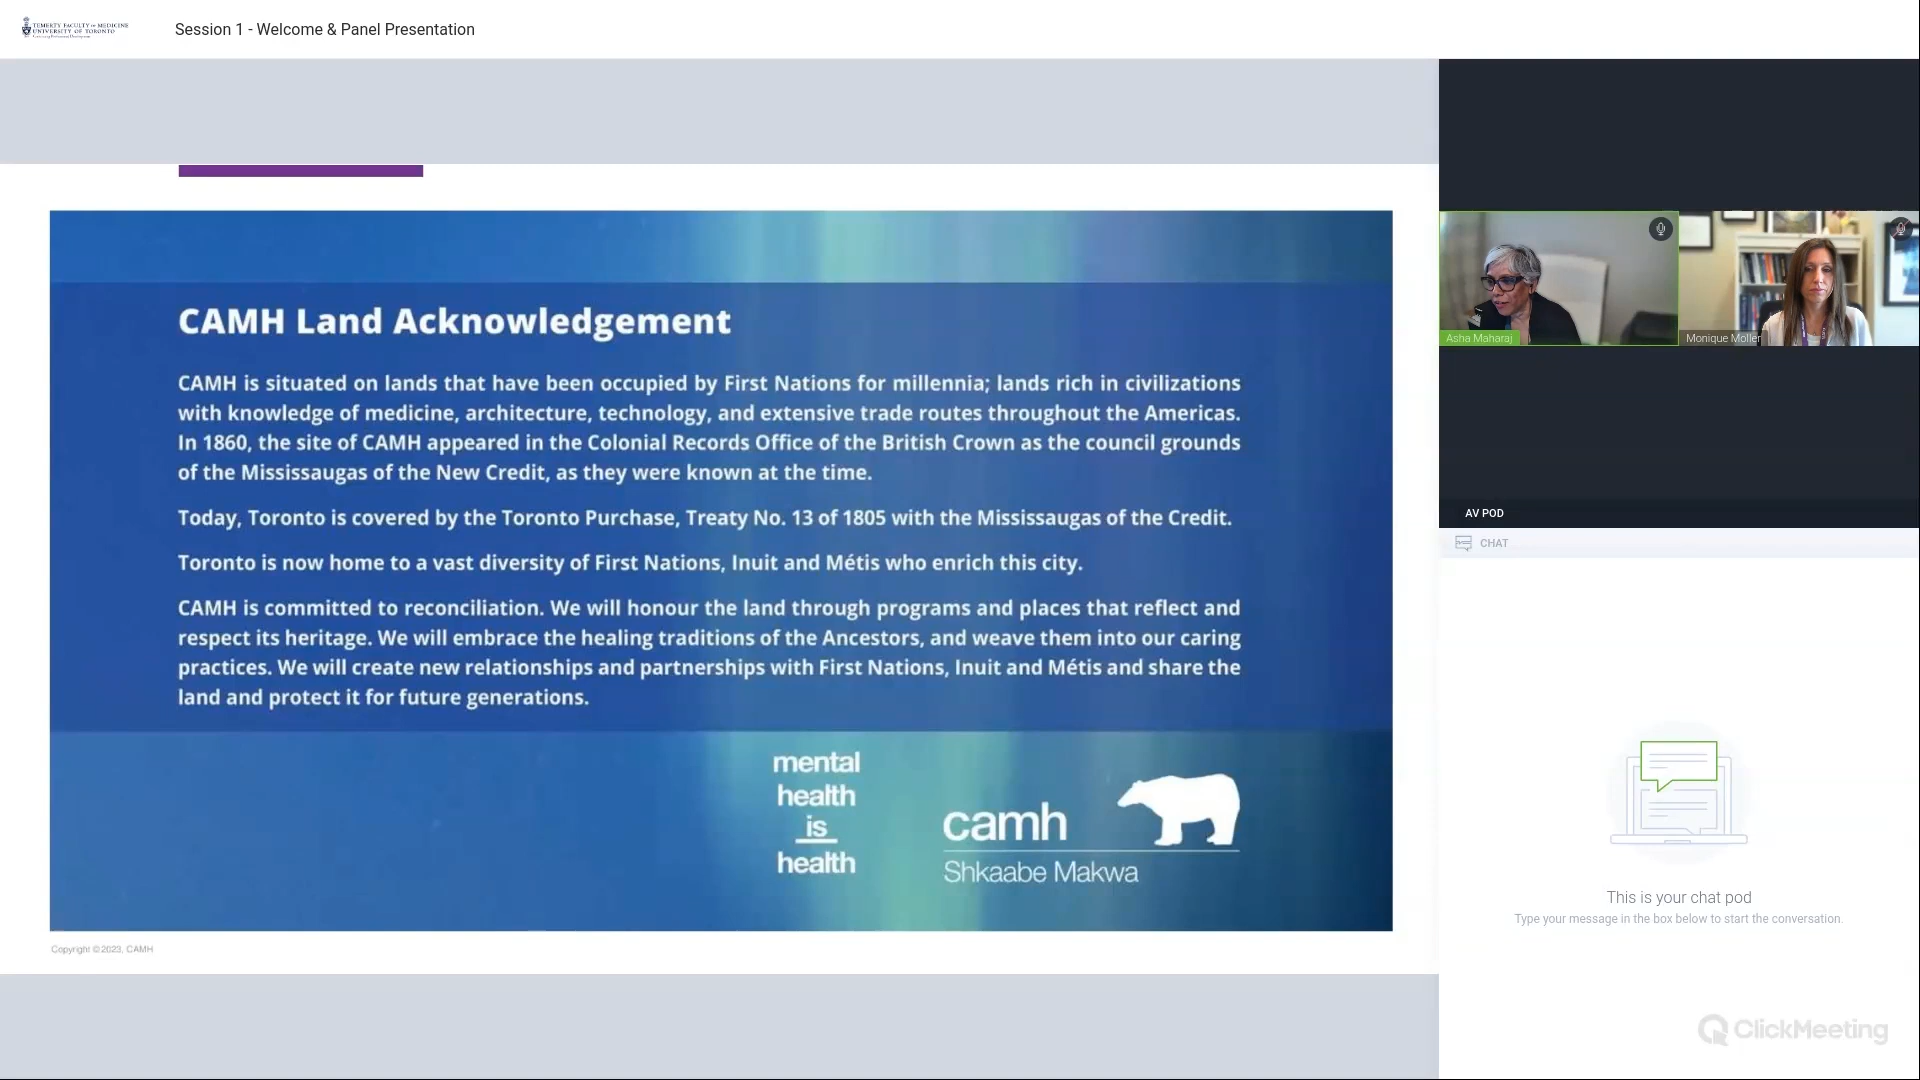 TEMERTY FACULTY OF MEDICINE
UNIVERSITY OF TORONTO
Session 1 - Welcome & Panel Presentation
CAMH Land Acknowledgement
CAMH is situated on lands that have been occupied by First Nations for millennia; lands rich in civilizations
with knowledge of medicine, architecture, technology, and extensive trade routes throughout the Americas.
In 1860, the site of CAMH appeared in the Colonial Records Office of the British Crown as the council grounds
of the Mississaugas of the New Credit, as they were known at the time.
Today, Toronto is covered by the Toronto Purchase, Treaty No. 13 of 1805 with the Mississaugas of the Credit.
Toronto is now home to a vast diversity of First Nations, Inuit and Métis who enrich this city.
CAMH is committed to reconciliation. We will honour the land through programs and places that reflect and
respect its heritage. We will embrace the healing traditions of the Ancestors, and weave them into our caring
practices. We will create new relationships and partnerships with First Nations, Inuit and Métis and share the
land and protect it for future generations.
mental
health
is
health
camh
Shkaabe Makwa
Copyright ©2023, CAMH
Asha Maharaj
Monique Moller
AV POD
CHAT
This is your chat pod
Type your message in the box below to start the conversation.
ClickMeeting